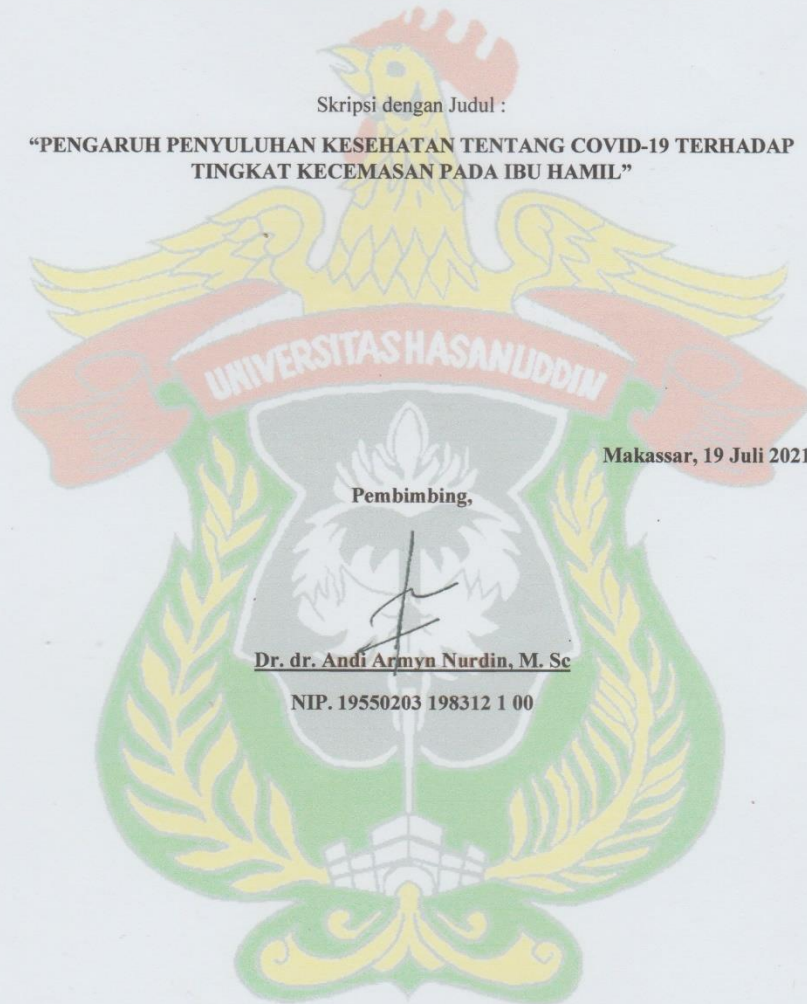 Skripsi dengan Judul :
“PENGARUH PENYULUHAN KESEHATAN TENTANG COVID-19 TERHADAP
TINGKAT KECEMASAN PADA IBU HAMIL”
UNIVERSITAS HASANUDDIN
Makassar, 19 Juli 2021
Pembimbing,
Dr. dr. Andi Armyn Nurdin, M. Sc
NIP. 19550203 198312 1 00